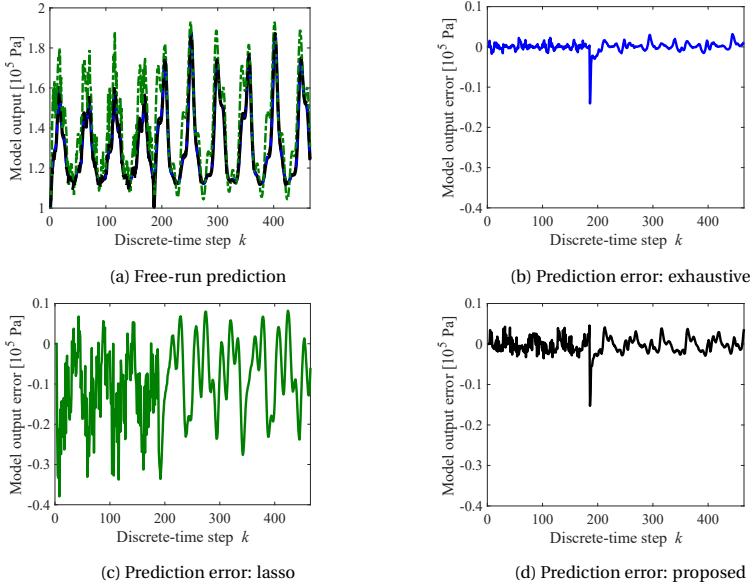 2
1.8
1.6
1.4
1.2
1
0 100 200 300 400
Model output [10^5 Pa]
Discrete-time step k
(a) Free-run prediction
0.1
0
-0.1
-0.2
-0.3
-0.4
0 100 200 300 400
Model output error [10^5 Pa]
Discrete-time step k
(b) Prediction error: exhaustive
0.1
0
-0.1
-0.2
-0.3
-0.4
0 100 200 300 400
Model output error [10^5 Pa]
Discrete-time step k
(c) Prediction error: lasso
0.1
0
-0.1
-0.2
-0.3
-0.4
0 100 200 300 400
Model output error [10^5 Pa]
Discrete-time step k
(d) Prediction error: proposed